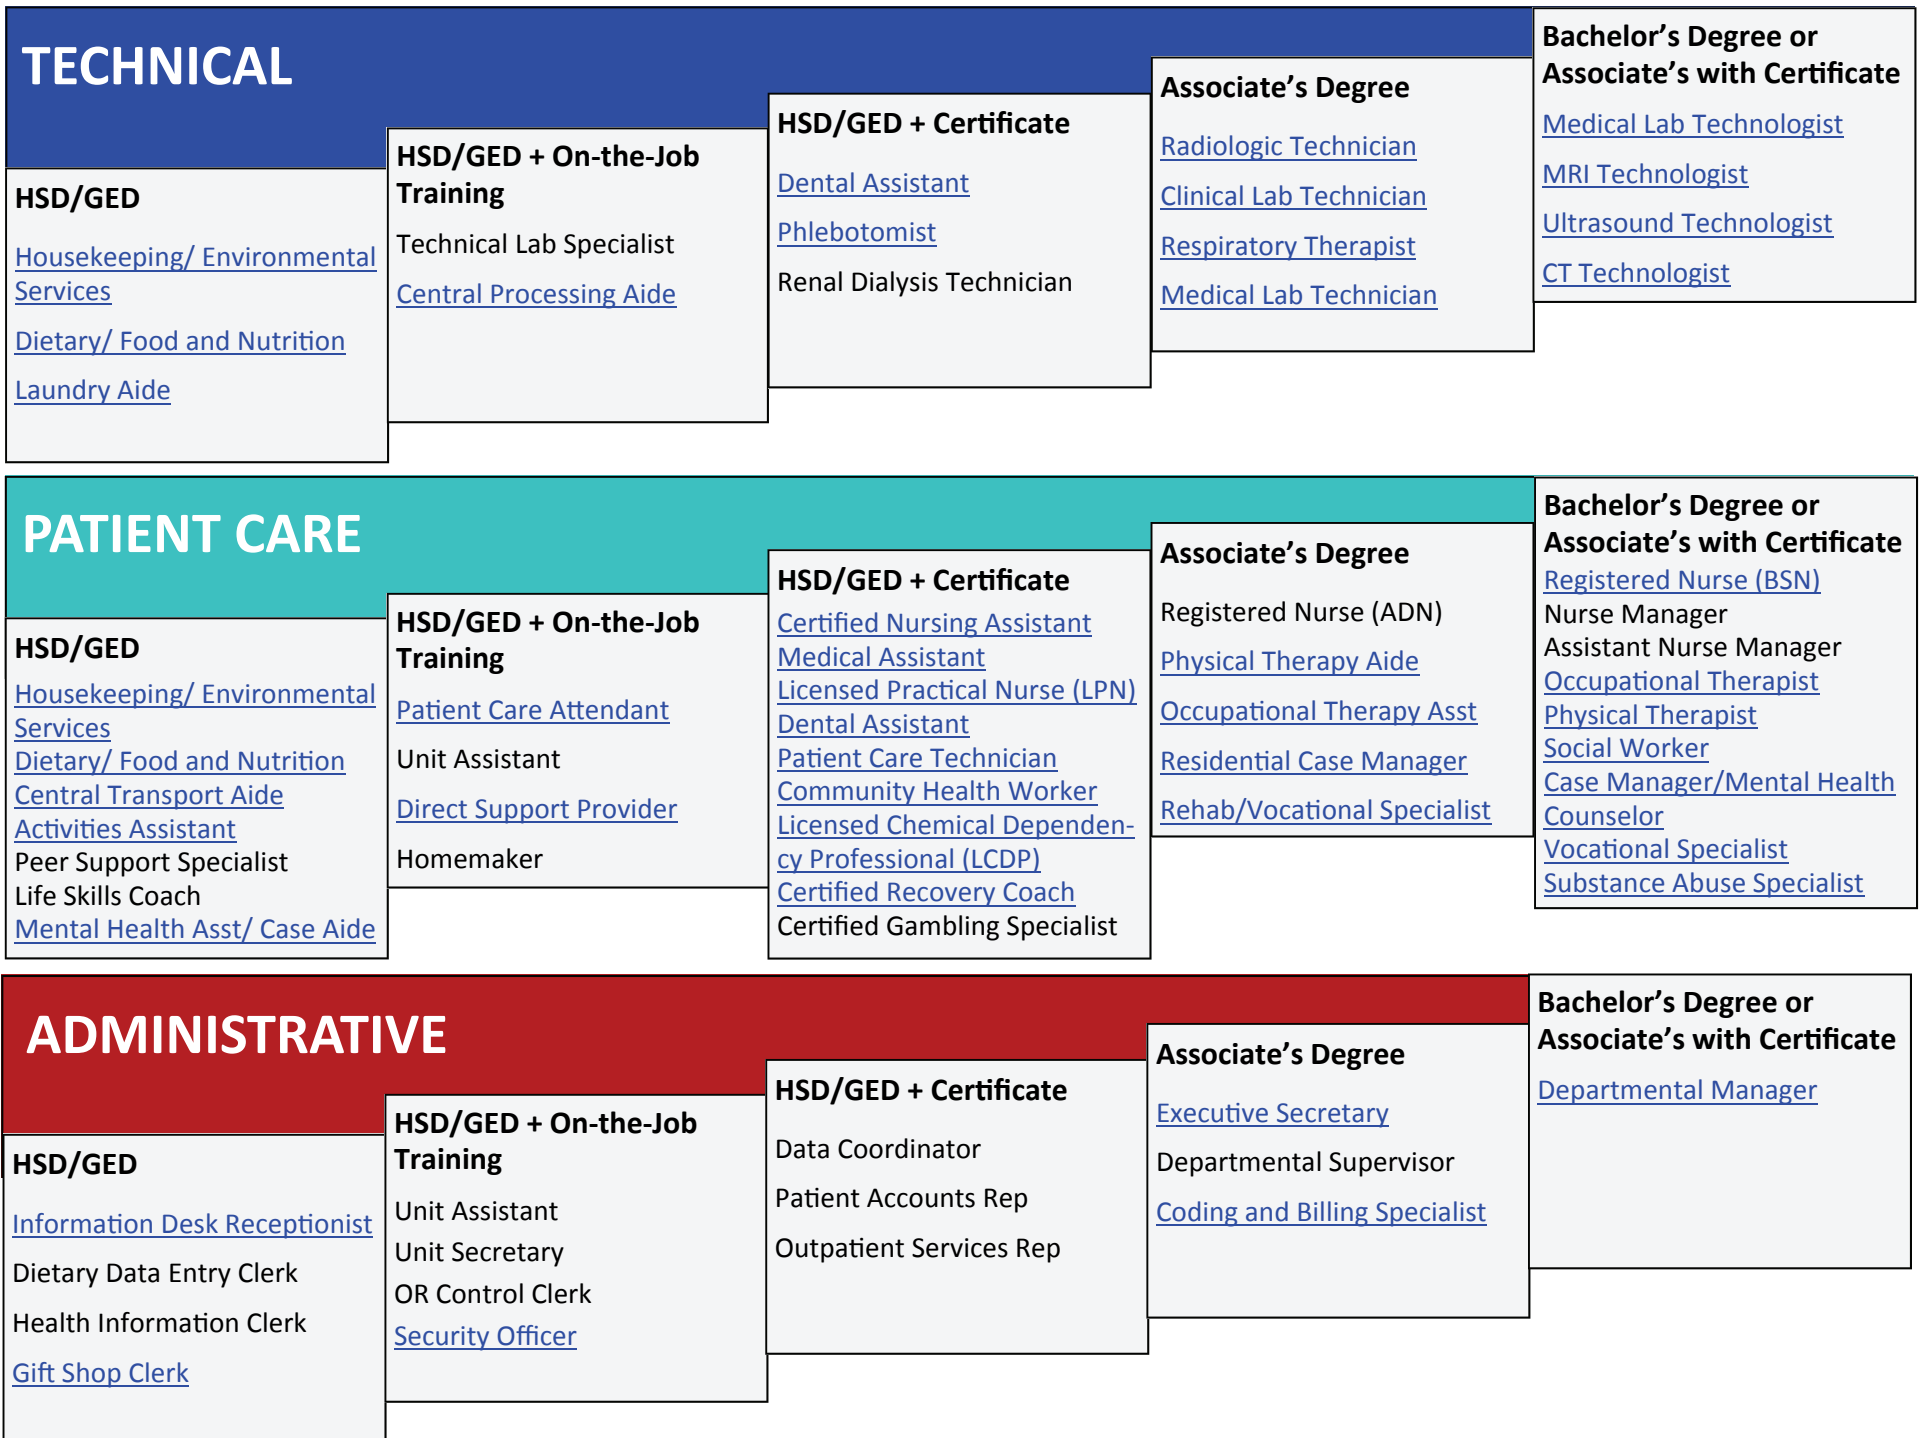 TECHNICAL
HSD/GED
Housekeeping/ Environmental
Services
Dietary/ Food and Nutrition
Laundry Aide
HSD/GED + On-the-Job
Training
Technical Lab Specialist
Central Processing Aide
HSD/GED + Certificate
Dental Assistant
Phlebotomist
Renal Dialysis Technician
Associate’s Degree
Radiologic Technician
Clinical Lab Technician
Respiratory Therapist
Medical Lab Technician
Bachelor’s Degree or
Associate’s with Certificate
Medical Lab Technologist
MRI Technologist
Ultrasound Technologist
CT Technologist
PATIENT CARE
HSD/GED
Housekeeping/ Environmental
Services
Dietary/ Food and Nutrition
Central Transport Aide
Activities Assistant
Peer Support Specialist
Life Skills Coach
Mental Health Asst/ Case Aide
HSD/GED + On-the-Job
Training
Patient Care Attendant
Unit Assistant
Direct Support Provider
Homemaker
HSD/GED + Certificate
Certified Nursing Assistant
Medical Assistant
Licensed Practical Nurse (LPN)
Dental Assistant
Patient Care Technician
Community Health Worker
Licensed Chemical Dependen-
cy Professional (LCDP)
Certified Recovery Coach
Certified Gambling Specialist
Associate’s Degree
Registered Nurse (ADN)
Physical Therapy Aide
Occupational Therapy Asst
Residential Case Manager
Rehab/Vocational Specialist
Bachelor’s Degree or
Associate’s with Certificate
Registered Nurse (BSN)
Nurse Manager
Assistant Nurse Manager
Occupational Therapist
Physical Therapist
Social Worker
Case Manager/Mental Health
Counselor
Vocational Specialist
Substance Abuse Specialist
ADMINISTRATIVE
HSD/GED
Information Desk Receptionist
Dietary Data Entry Clerk
Health Information Clerk
Gift Shop Clerk
HSD/GED + On-the-Job
Training
Unit Assistant
Unit Secretary
OR Control Clerk
Security Officer
HSD/GED + Certificate
Data Coordinator
Patient Accounts Rep
Outpatient Services Rep
Associate’s Degree
Executive Secretary
Departmental Supervisor
Coding and Billing Specialist
Bachelor’s Degree or
Associate’s with Certificate
Departmental Manager